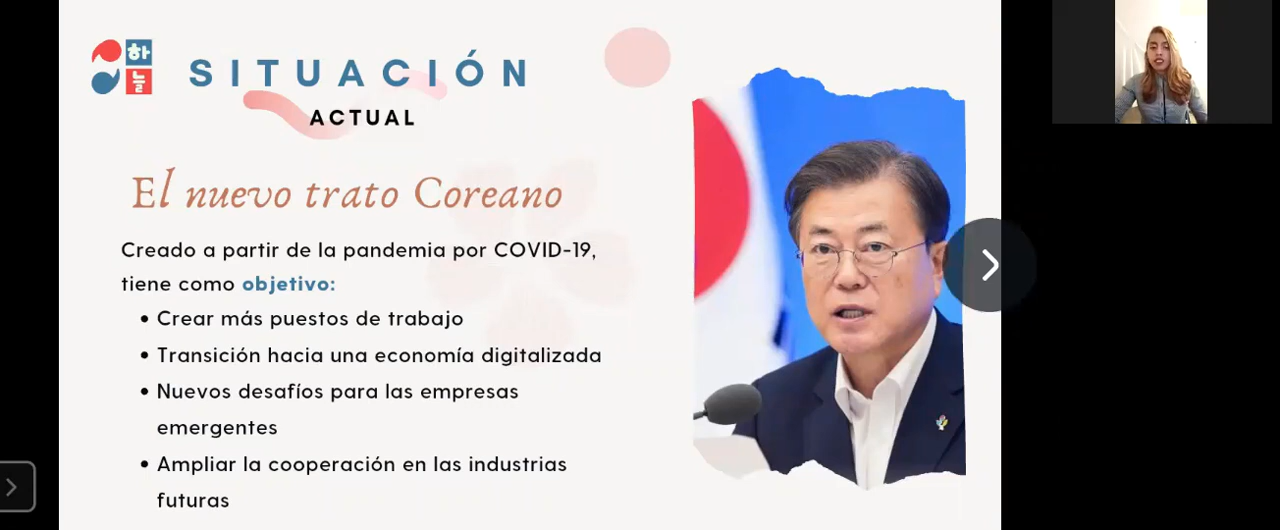 하
늘
SITUACIÓN
ACTUAL
El nuevo trato Coreano
Creado a partir de la pandemia por COVID-19,
tiene como objetivo:
• Crear más puestos de trabajo
• Transición hacia una economía digitalizada
• Nuevos desafíos para las empresas
emergentes
• Ampliar la cooperación en las industrias
futuras